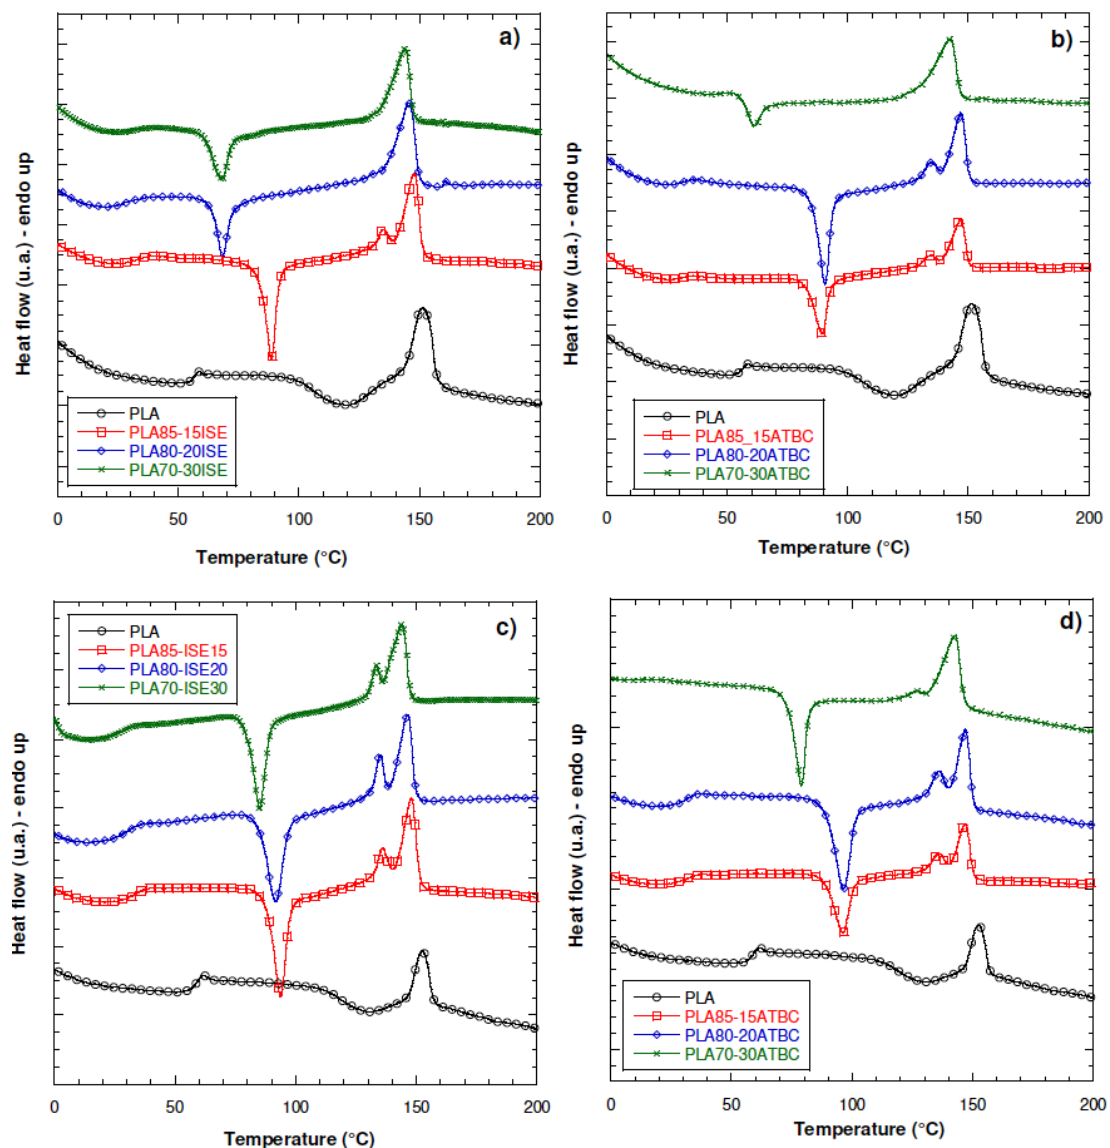 a)
Heat flow (u.a.) - endo up
PLA
PLA85-15ISE
PLA80-20ISE
PLA70-30ISE
0 50 100 150 200
Temperature (°C)
b)
Heat flow (u.a.) - endo up
PLA
PLA85_15ATBC
PLA80-20ATBC
PLA70-30ATBC
0 50 100 150 200
Temperature (°C)
c)
Heat flow (u.a.) - endo up
PLA
PLA85-ISE15
PLA80-ISE20
PLA70-ISE30
0 50 100 150 200
Temperature (°C)
d)
Heat flow (u.a.) - endo up
PLA
PLA85-15ATBC
PLA80-20ATBC
PLA70-30ATBC
0 50 100 150 200
Temperature (°C)